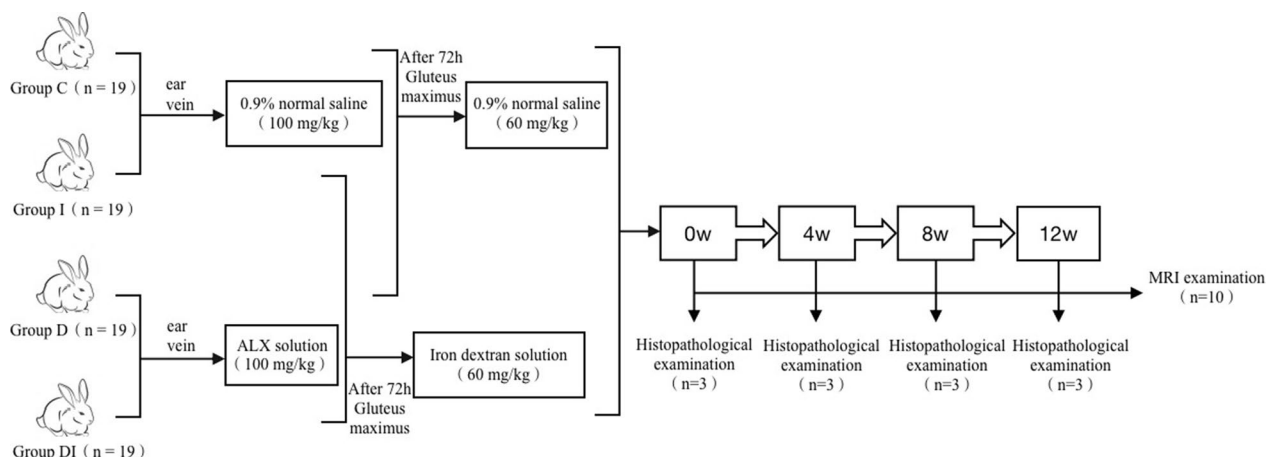 Group C ( n = 19 )
Group I ( n = 19 )
Group D ( n = 19 )
Group DI ( n = 19 )
ear
vein
0.9% normal saline
( 100 mg/kg )
ear
vein
ALX solution
( 100 mg/kg )
After 72h
Gluteus
maximus
0.9% normal saline
( 60 mg/kg )
After 72h
Gluteus
maximus
Iron dextran solution
( 60 mg/kg )
0w
4w
8w
12w
MRI examination
( n=10 )
Histopathological
examination
( n=3 )
Histopathological
examination
( n=3 )
Histopathological
examination
( n=3 )
Histopathological
examination
( n=3 )